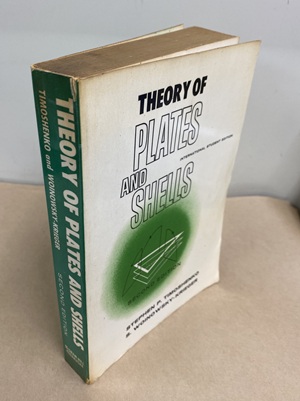 THEORY OF
PLATES
AND
SHELLS
INTERNATIONAL STUDENT EDITION
STEPHEN P. TIMOSHENKO
S. WOINOWSKY-KRIEGER
TIMOSHENKO and WOINOWSKY-KRIEGER
THEORY OF PLATES AND SHELLS
SECOND EDITION